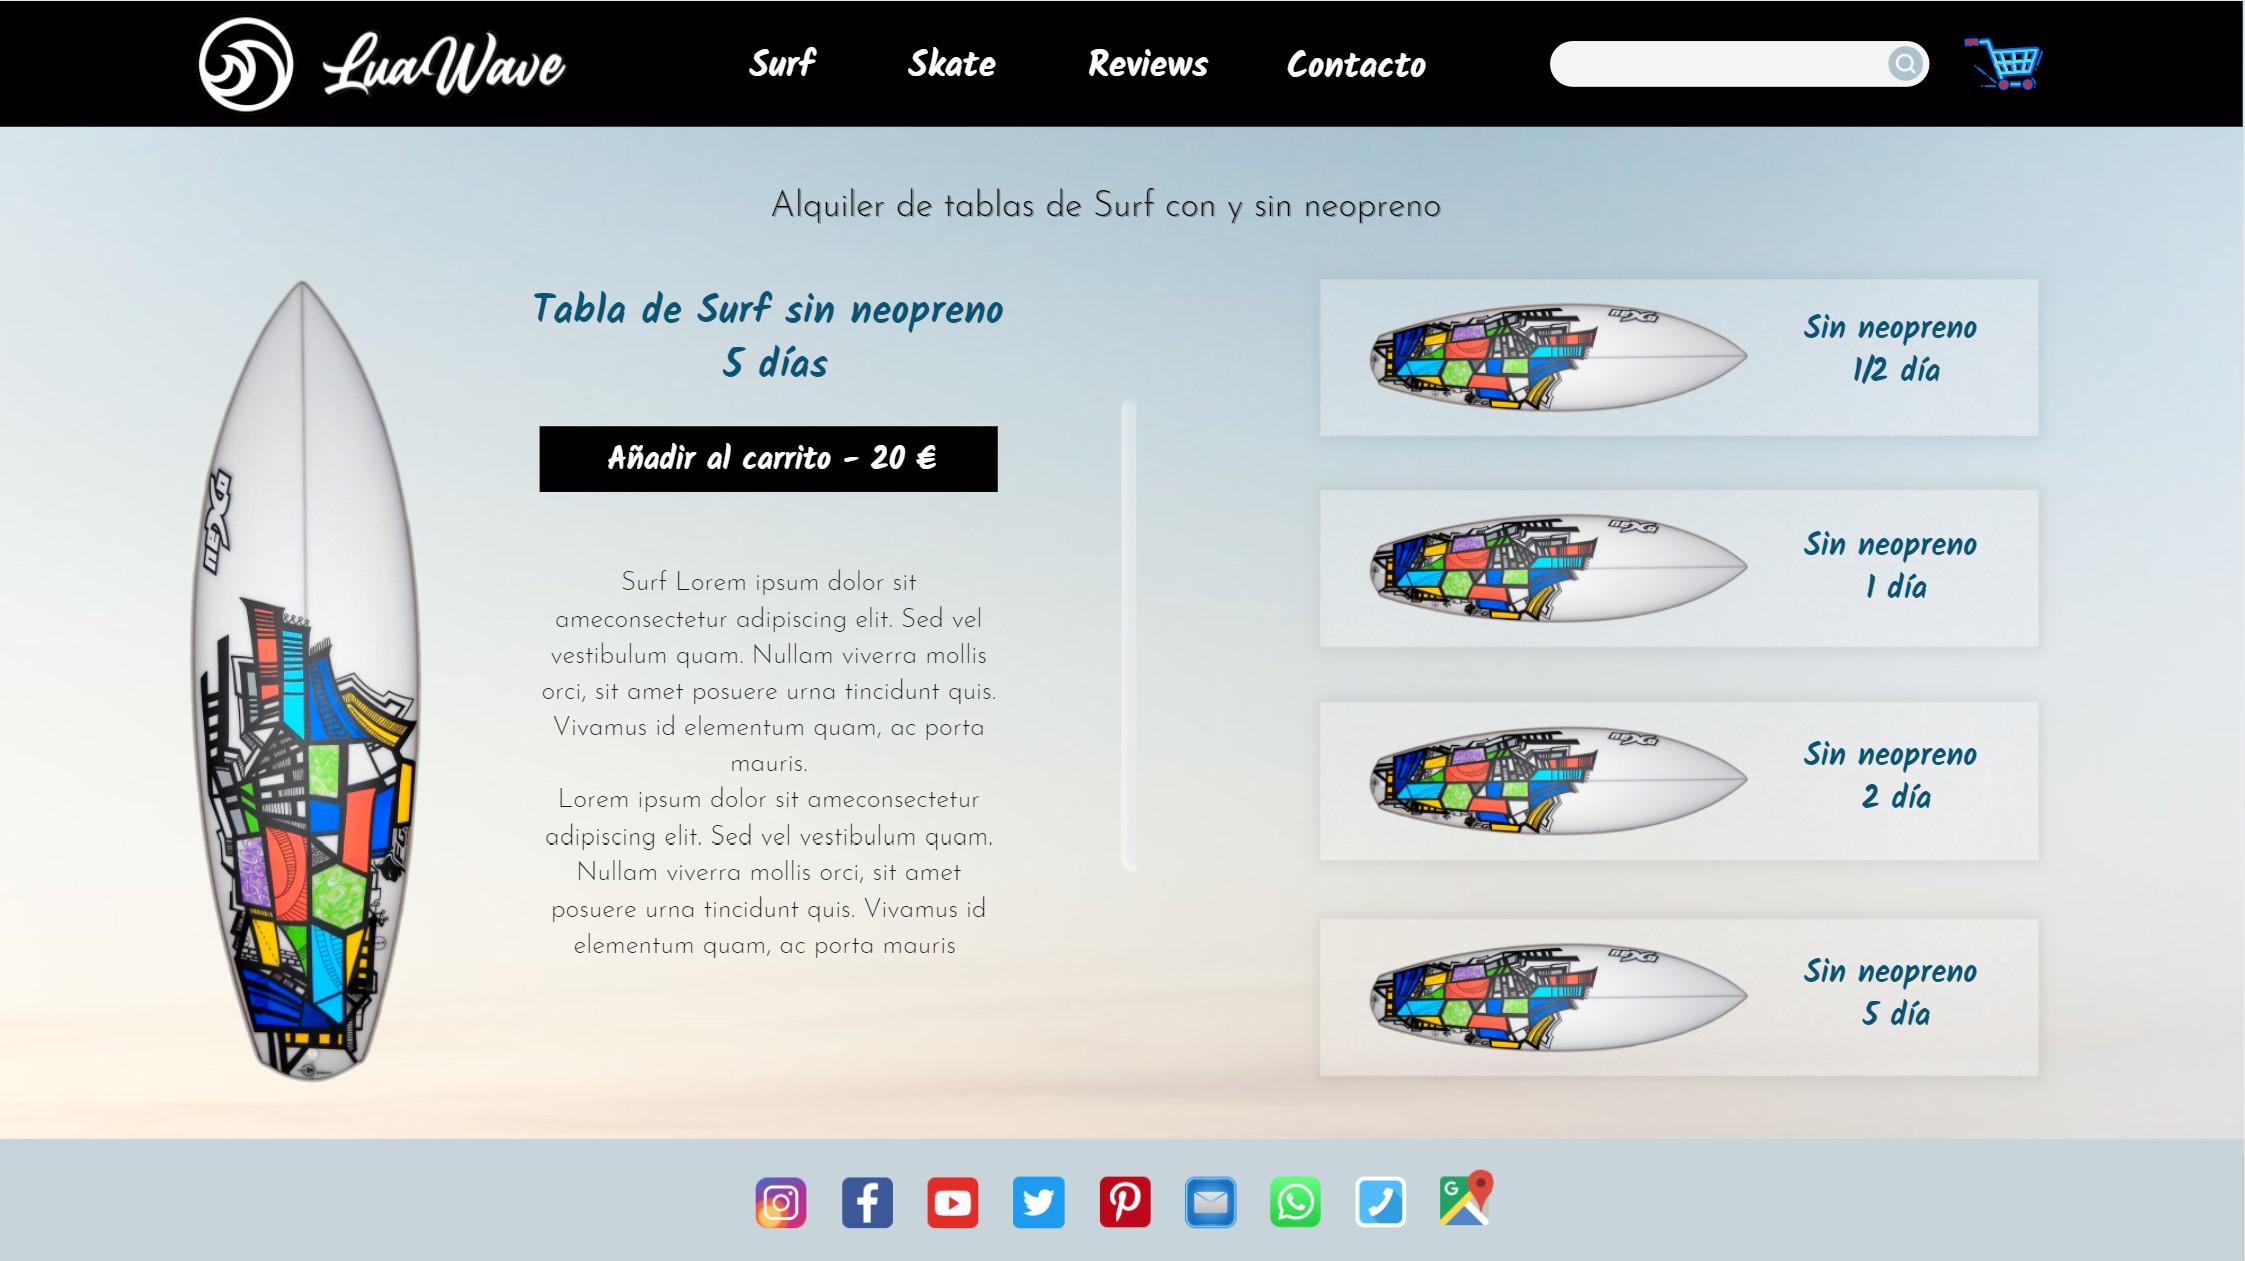 LuaWave
Surf
Skate
Reviews
Contacto
Alquiler de tablas de Surf con y sin neopreno
Tabla de Surf sin neopreno
5 días
Añadir al carrito - 20 €
Surf Lorem ipsum dolor sit
ameconsectetur adipiscing elit. Sed vel
vestibulum quam. Nullam viverra mollis
orci, sit amet posuere urna tincidunt quis.
Vivamus id elementum quam, ac porta
mauris.
Lorem ipsum dolor sit ameconsectetur
adipiscing elit. Sed vel vestibulum quam.
Nullam viverra mollis orci, sit amet
posuere urna tincidunt quis. Vivamus id
elementum quam, ac porta mauris
Sin neopreno
1/2 día
Sin neopreno
1 día
Sin neopreno
2 día
Sin neopreno
5 día